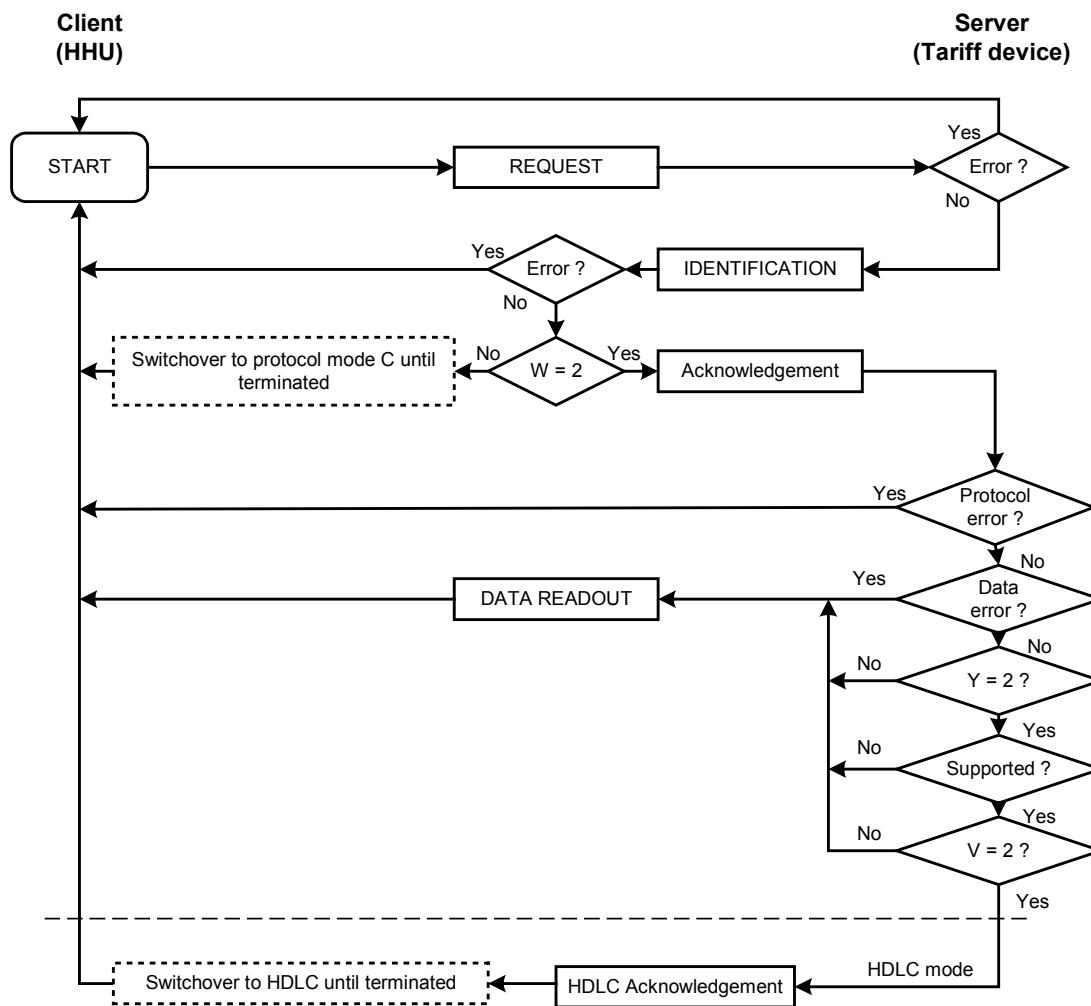 Client
(HHU)
Server
(Tariff device)
Yes
START
REQUEST
Error ?
No
Yes
Error ?
IDENTIFICATION
No
Switchover to protocol mode C until
terminated
No
W = 2
Yes
Acknowledgement
Yes
Protocol
error ?
No
Yes
DATA READOUT
Data
error ?
No
No
Y = 2 ?
Yes
No
Supported ?
Yes
No
V = 2 ?
Yes
HDLC mode
Switchover to HDLC until terminated
HDLC Acknowledgement